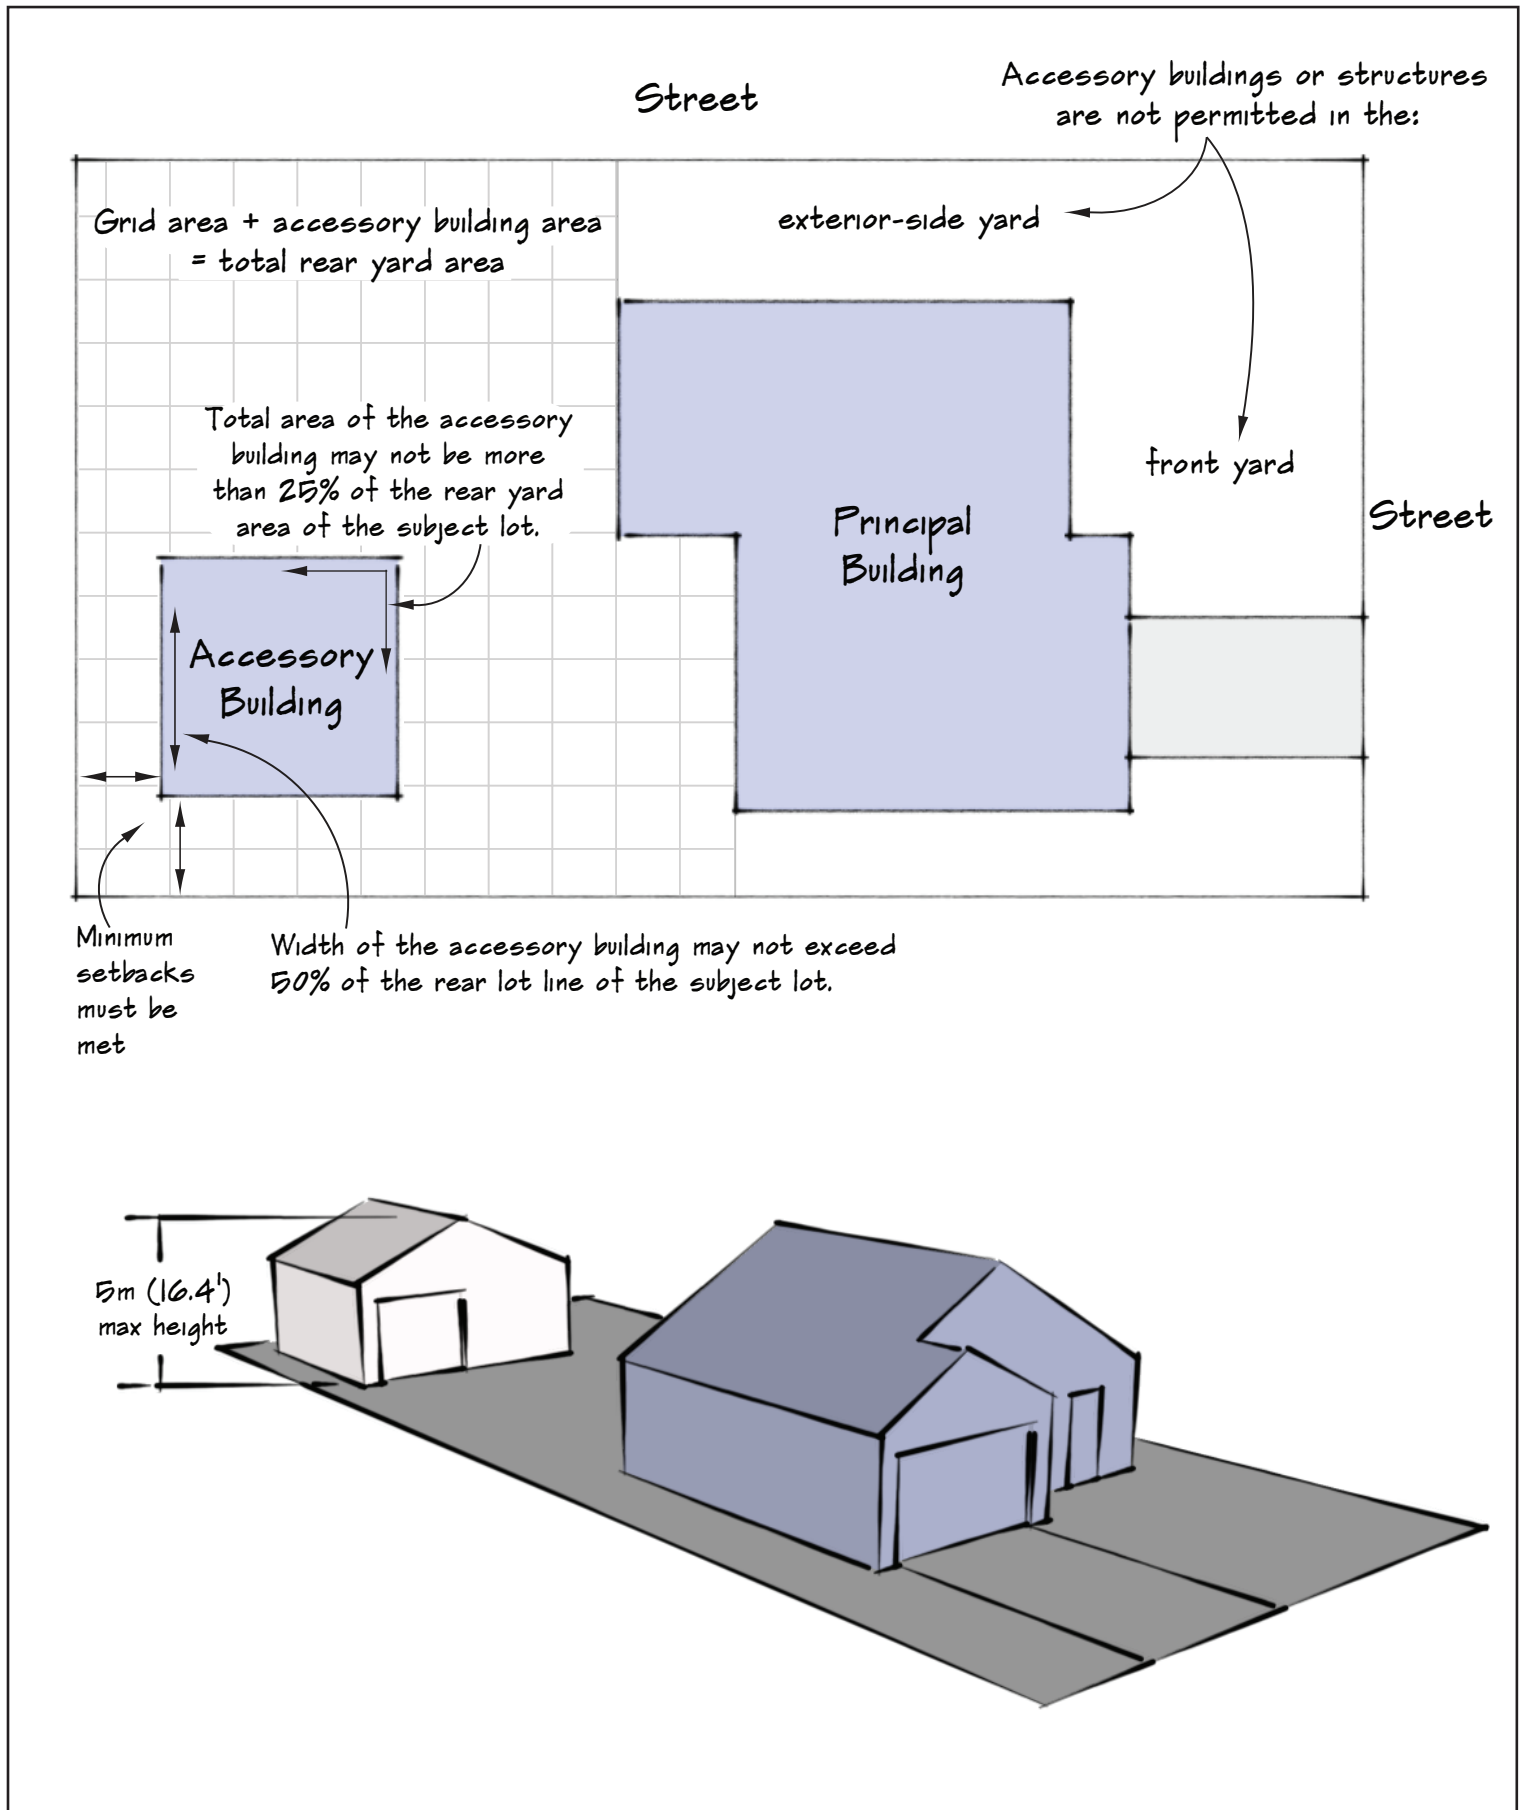 Street
Accessory buildings or structures
are not permitted in the:
Grid area + accessory building area
= total rear yard area
exterior-side yard
Total area of the accessory
building may not be more
than 25% of the rear yard
area of the subject lot.
front yard
Street
Principal
Building
Accessory
Building
Minimum
setbacks
must be
met
Width of the accessory building may not exceed
50% of the rear lot line of the subject lot.
5m (16.4')
max height